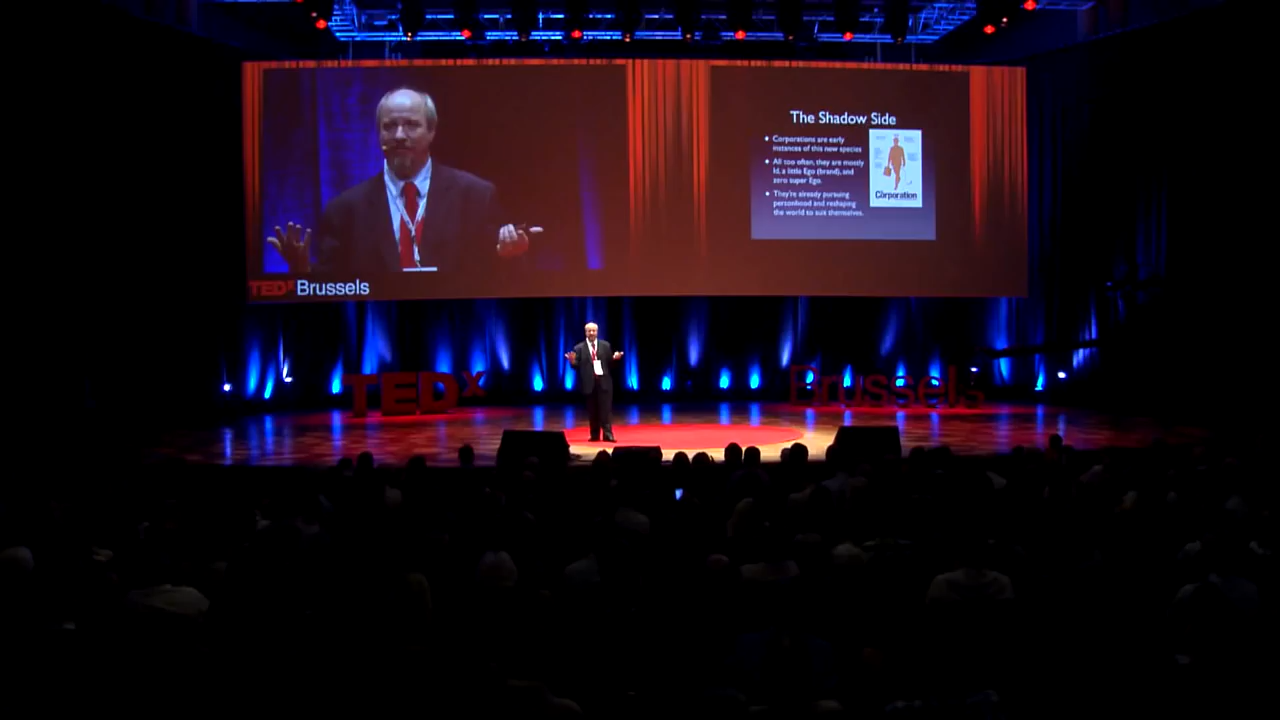 The Shadow Side
• Corporations are early
instances of this new species
• All too often, they are mostly
Id, a little Ego (brand), and
zero super Ego.
• They're already pursuing
personhood and reshaping
the world to suit themselves.
Corporation
TEDx Brussels
TEDx
Brussels